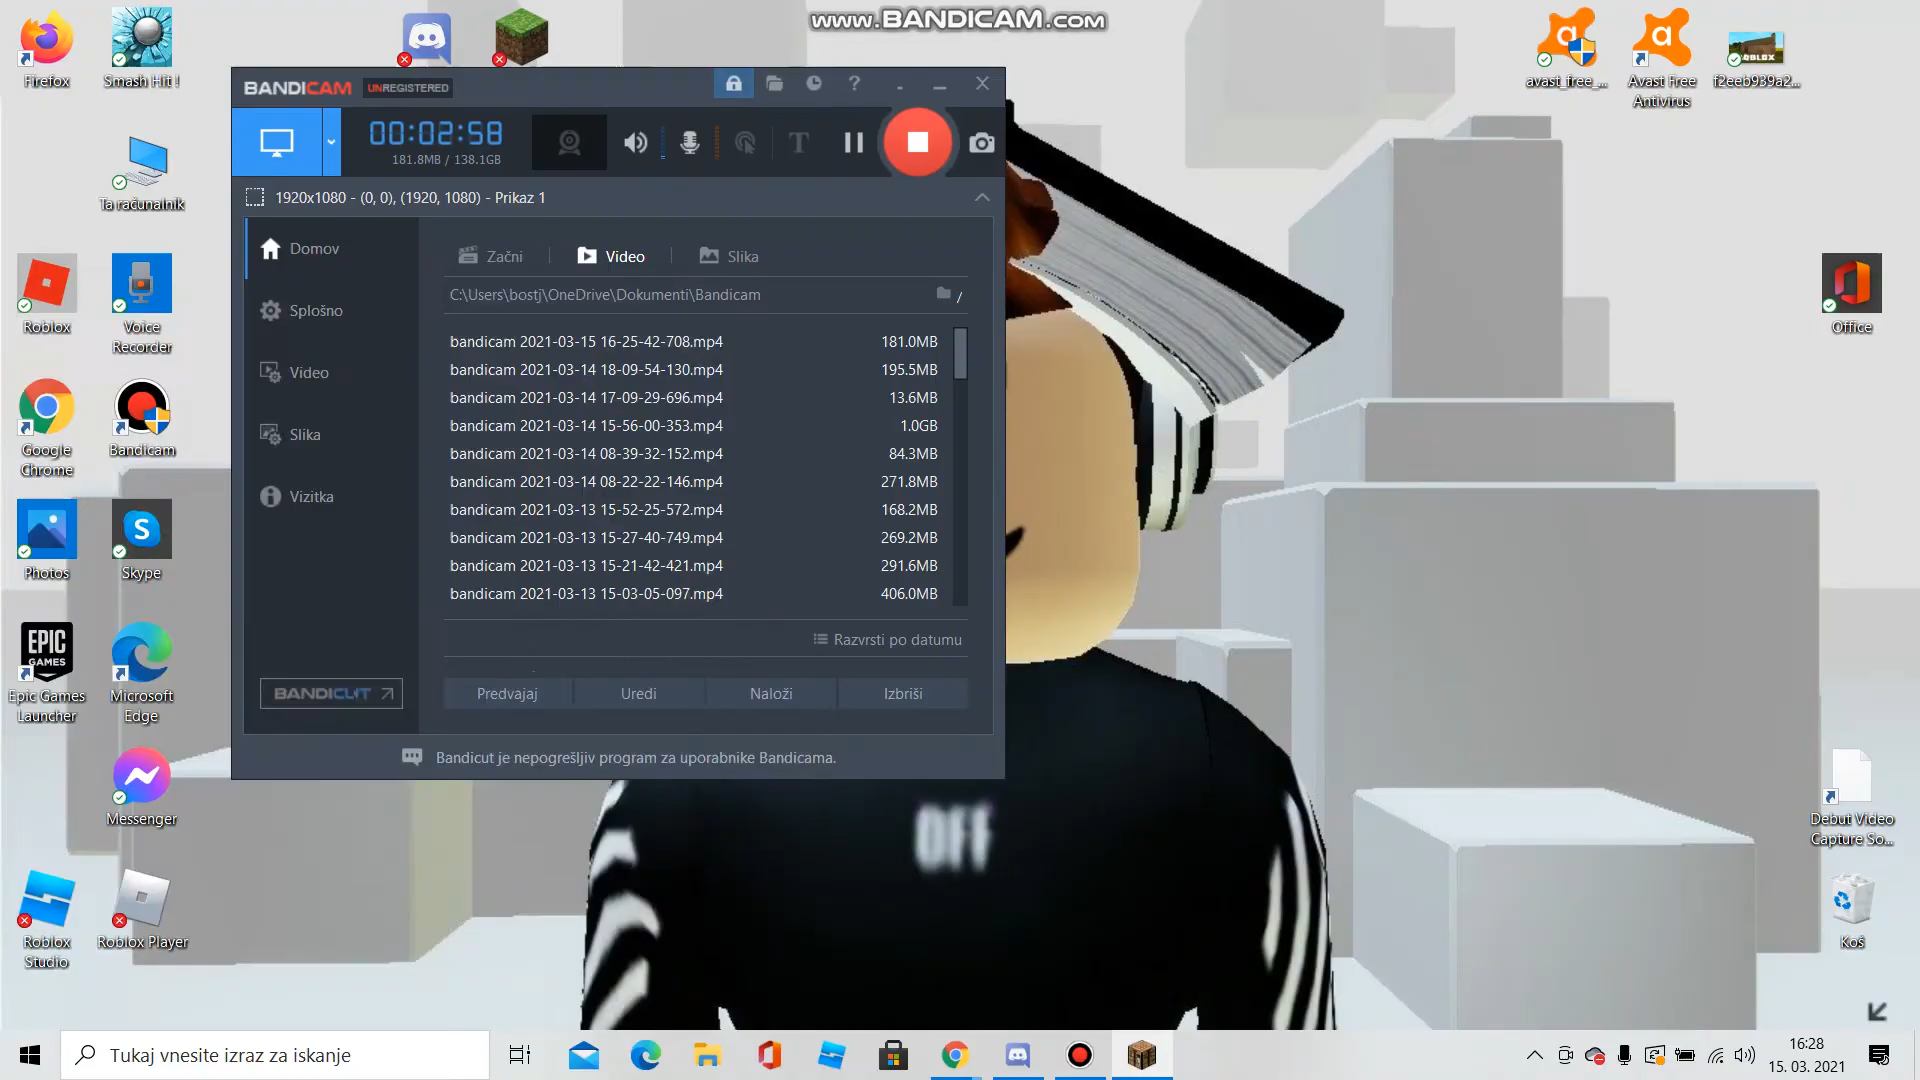 www.BANDICAM.com
Firefox
Smash Hit !
avast_free_...
Avast Free
Antivirus
f2eeb939a2...
BANDICAM UNREGISTERED
00:02:58
181.8MB / 138.1GB
1920x1080 - (0, 0), (1920, 1080) - Prikaz 1
Ta računalnik
Domov
Začni
Video
Slika
C:\Users\bostj\OneDrive\Dokumenti\Bandicam
/
Splošno
Video
Slika
Vizitka
bandicam 2021-03-15 16-25-42-708.mp4 181.0MB
bandicam 2021-03-14 18-09-54-130.mp4 195.5MB
bandicam 2021-03-14 17-09-29-696.mp4 13.6MB
bandicam 2021-03-14 15-56-00-353.mp4 1.0GB
bandicam 2021-03-14 08-39-32-152.mp4 84.3MB
bandicam 2021-03-14 08-22-22-146.mp4 271.8MB
bandicam 2021-03-13 15-52-25-572.mp4 168.2MB
bandicam 2021-03-13 15-27-40-749.mp4 269.2MB
bandicam 2021-03-13 15-21-42-421.mp4 291.6MB
bandicam 2021-03-13 15-03-05-097.mp4 406.0MB
Razvrsti po datumu
BANDICUT
Predvajaj
Uredi
Naloži
Izbriši
Bandicut je nepogrešljiv program za uporabnike Bandicama.
Roblox
Voice
Recorder
Office
Google
Chrome
Bandicam
Photos
Skype
EPIC
GAMES
Epic Games
Launcher
Microsoft
Edge
Messenger
Debut Video
Capture So...
OFF
Roblox
Studio
Roblox Player
Koš
Tukaj vnesite izraz za iskanje
16:28
15. 03. 2021